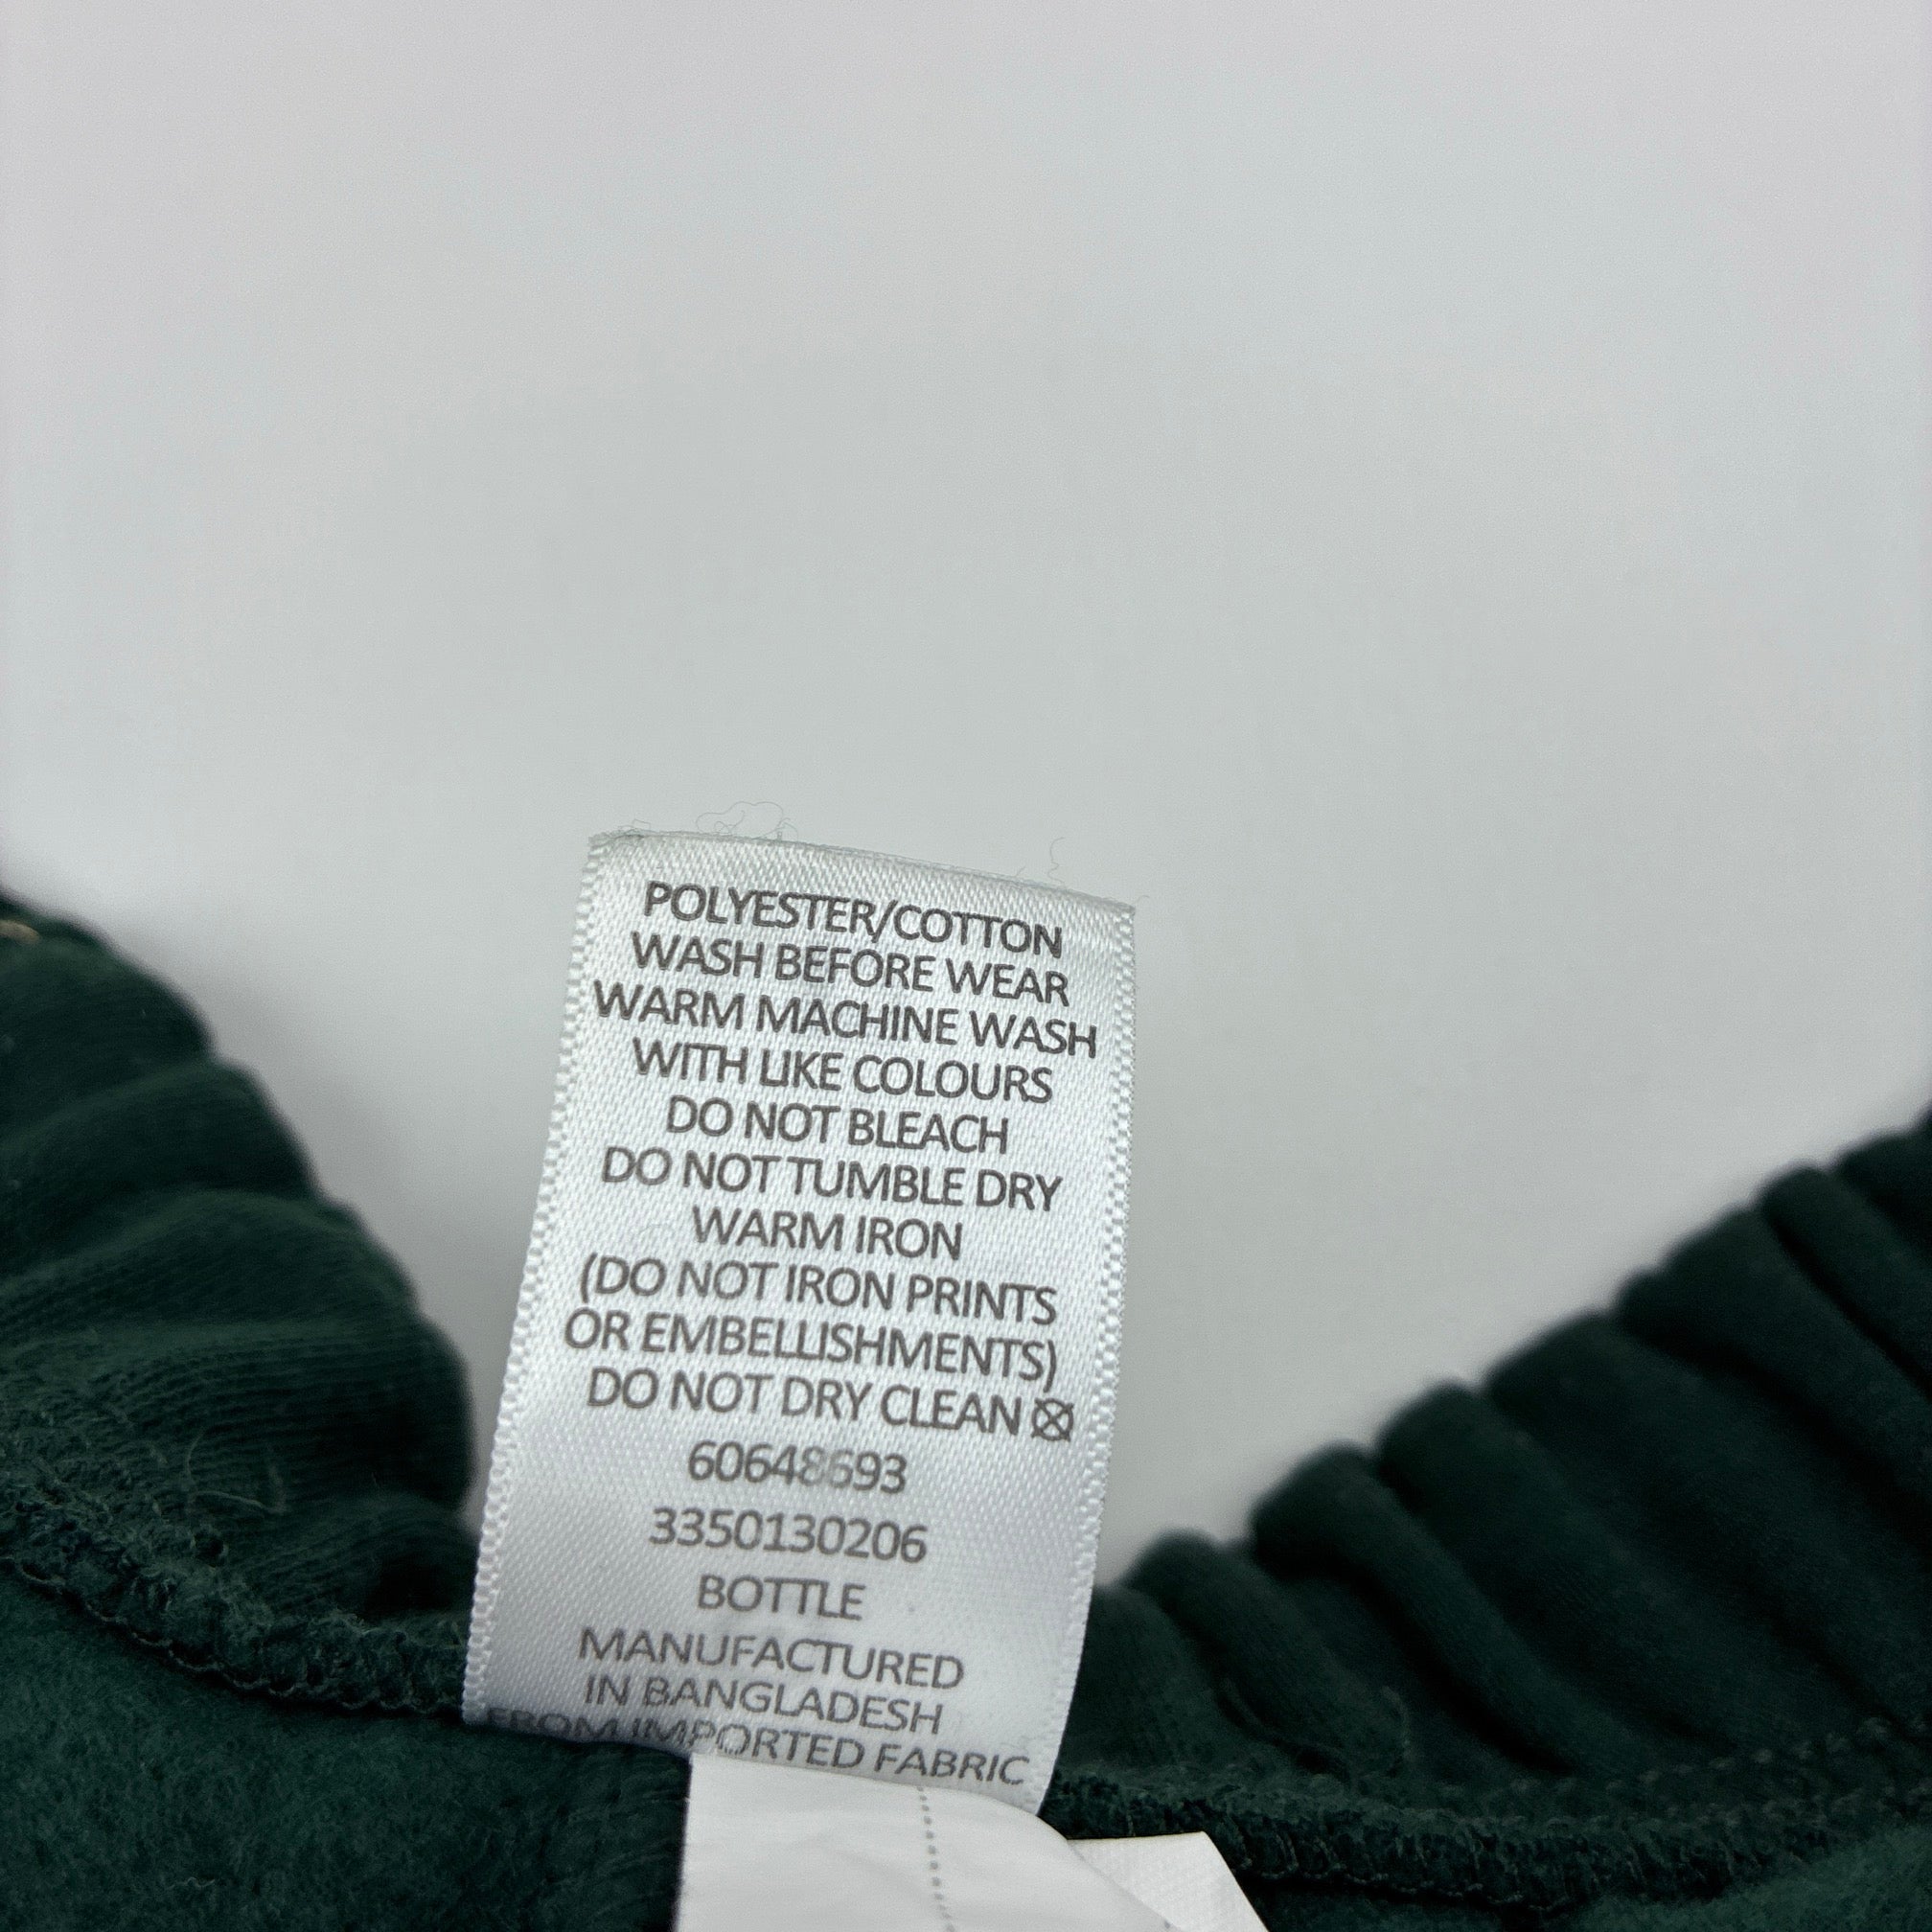 POLYESTER/COTTON
WASH BEFORE WEAR
WARM MACHINE WASH
WITH LIKE COLOURS
DO NOT BLEACH
DO NOT TUMBLE DRY
WARM IRON
(DO NOT IRON PRINTS
OR EMBELLISHMENTS)
DO NOT DRY CLEAN
60648693
3350130206
BOTTLE
MANUFACTURED
IN BANGLADESH
FROM IMPORTED FABRIC